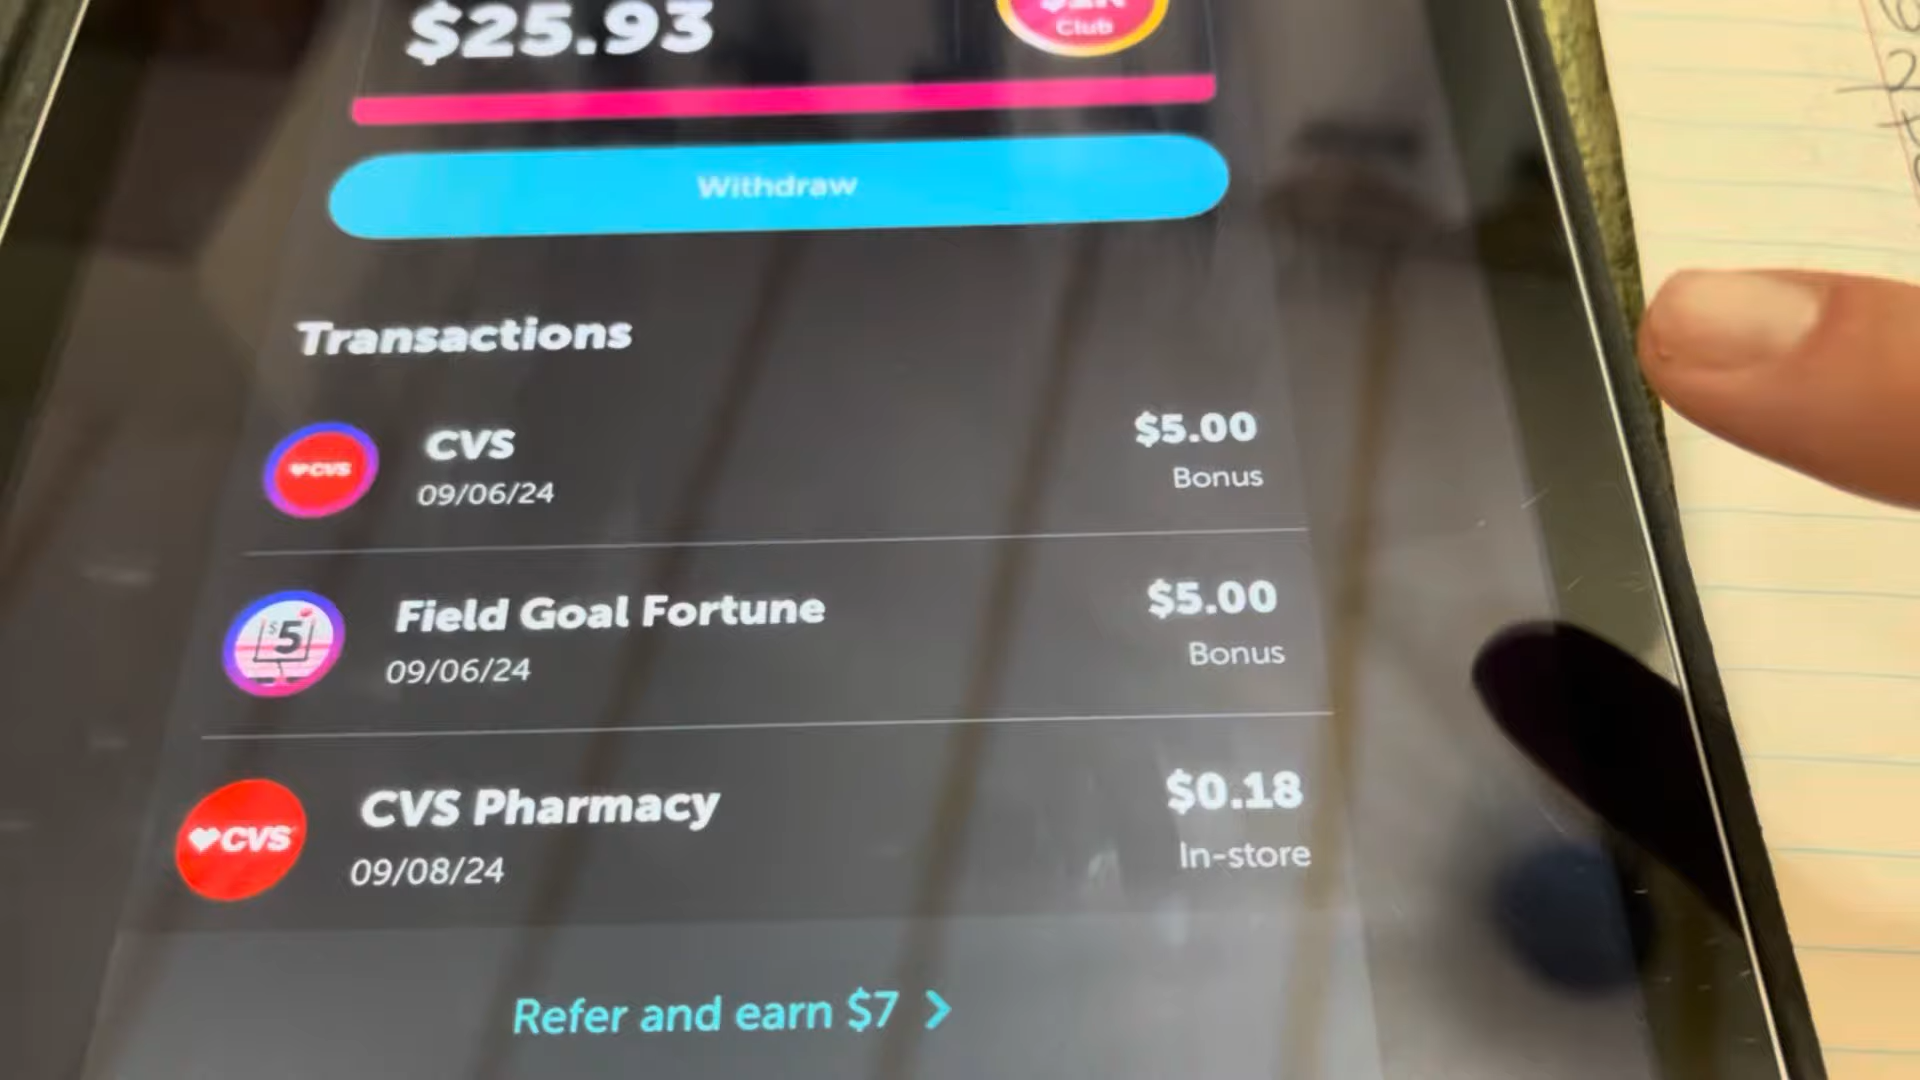 $25.93
Club
Withdraw
Transactions
CVS
CVS
09/06/24
$5.00
Bonus
$5
Field Goal Fortune
09/06/24
$5.00
Bonus
CVS
CVS Pharmacy
09/08/24
$0.18
In-store
Refer and earn $7 >